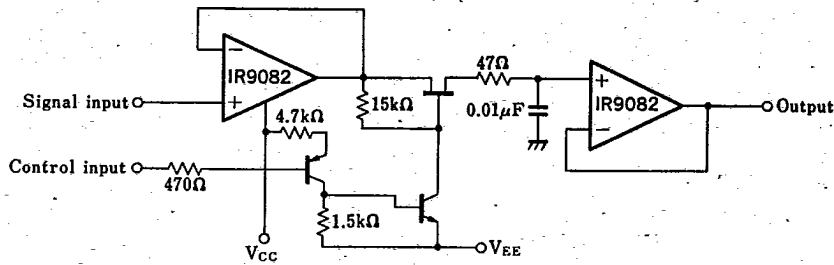 IR9082
Signal input
4.7kΩ
15kΩ
47Ω
0.01μF
IR9082
Output
Control input
470Ω
1.5kΩ
VCC
VEE